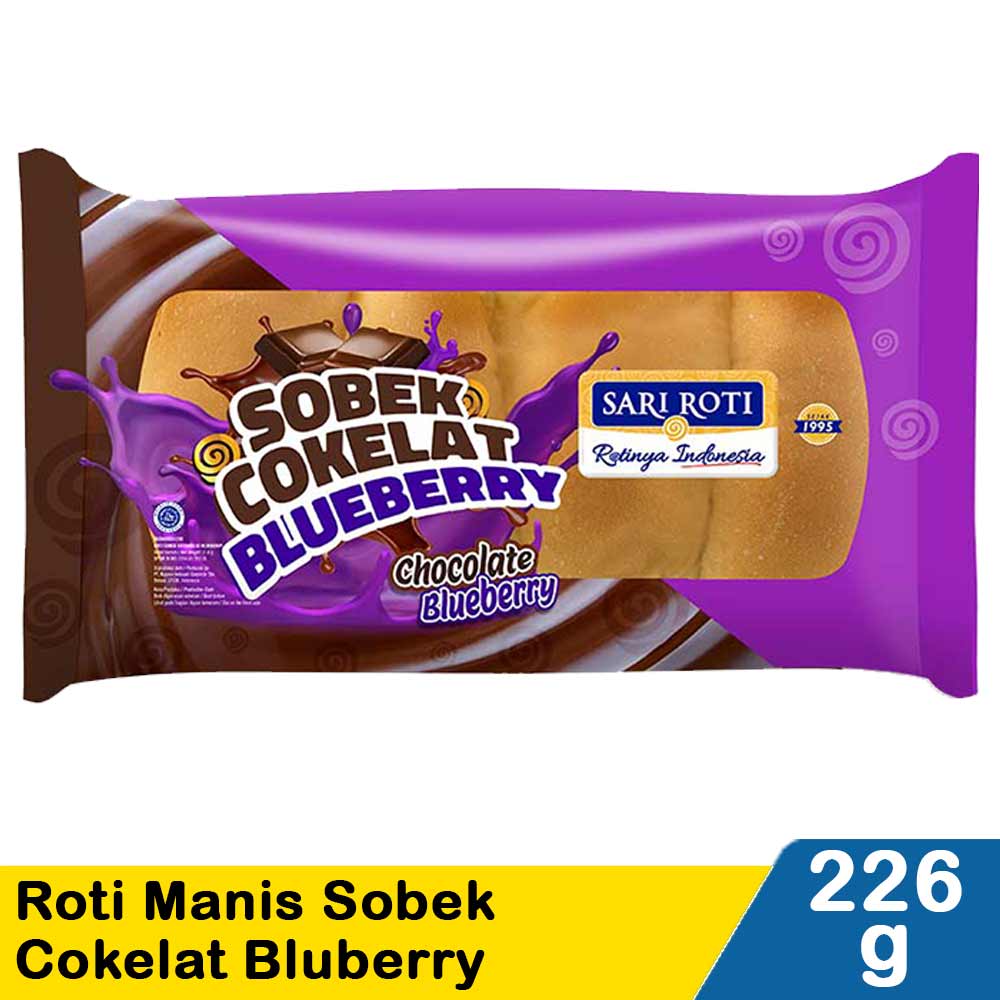 SOBEK
COKELAT
BLUEBERRY
Chocolate
Blueberry
SARI ROTI
Rotinya Indonesia
SEJAK
1995
Roti Manis Sobek
Cokelat Bluberry
226
g